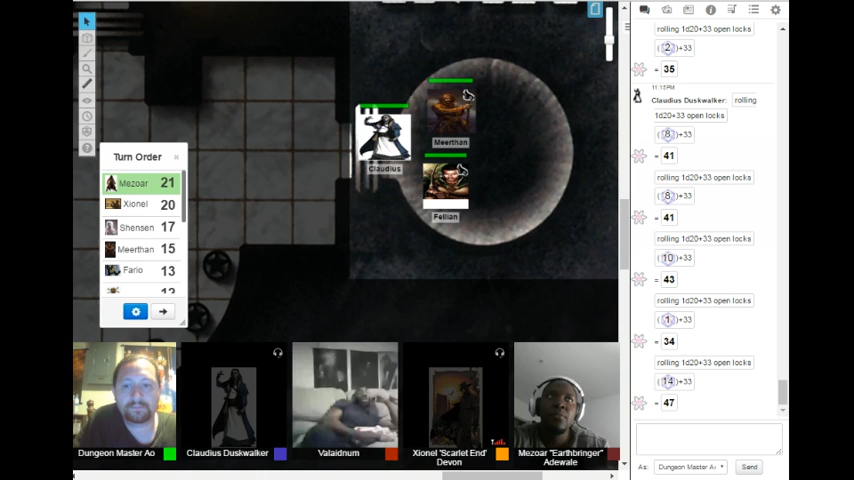 Turn Order ×
Mezoar 21
Xionel 20
Shensen 17
Meerthan 15
Fario 13
Claudius
Meerthan
Fellian
Dungeon Master Ao
Claudius Duskwalker
Valaidnum
Xionel 'Scarlet End'
Devon
Mezoar "Earthbringer"
Adewale
rolling 1d20+33 open locks
(2)+33
= 35
11:15PM
Claudius Duskwalker: rolling
1d20+33 open locks
(8)+33
= 41
rolling 1d20+33 open locks
(8)+33
= 41
rolling 1d20+33 open locks
(10)+33
= 43
rolling 1d20+33 open locks
(1)+33
= 34
rolling 1d20+33 open locks
(14)+33
= 47
As: Dungeon Master A Send